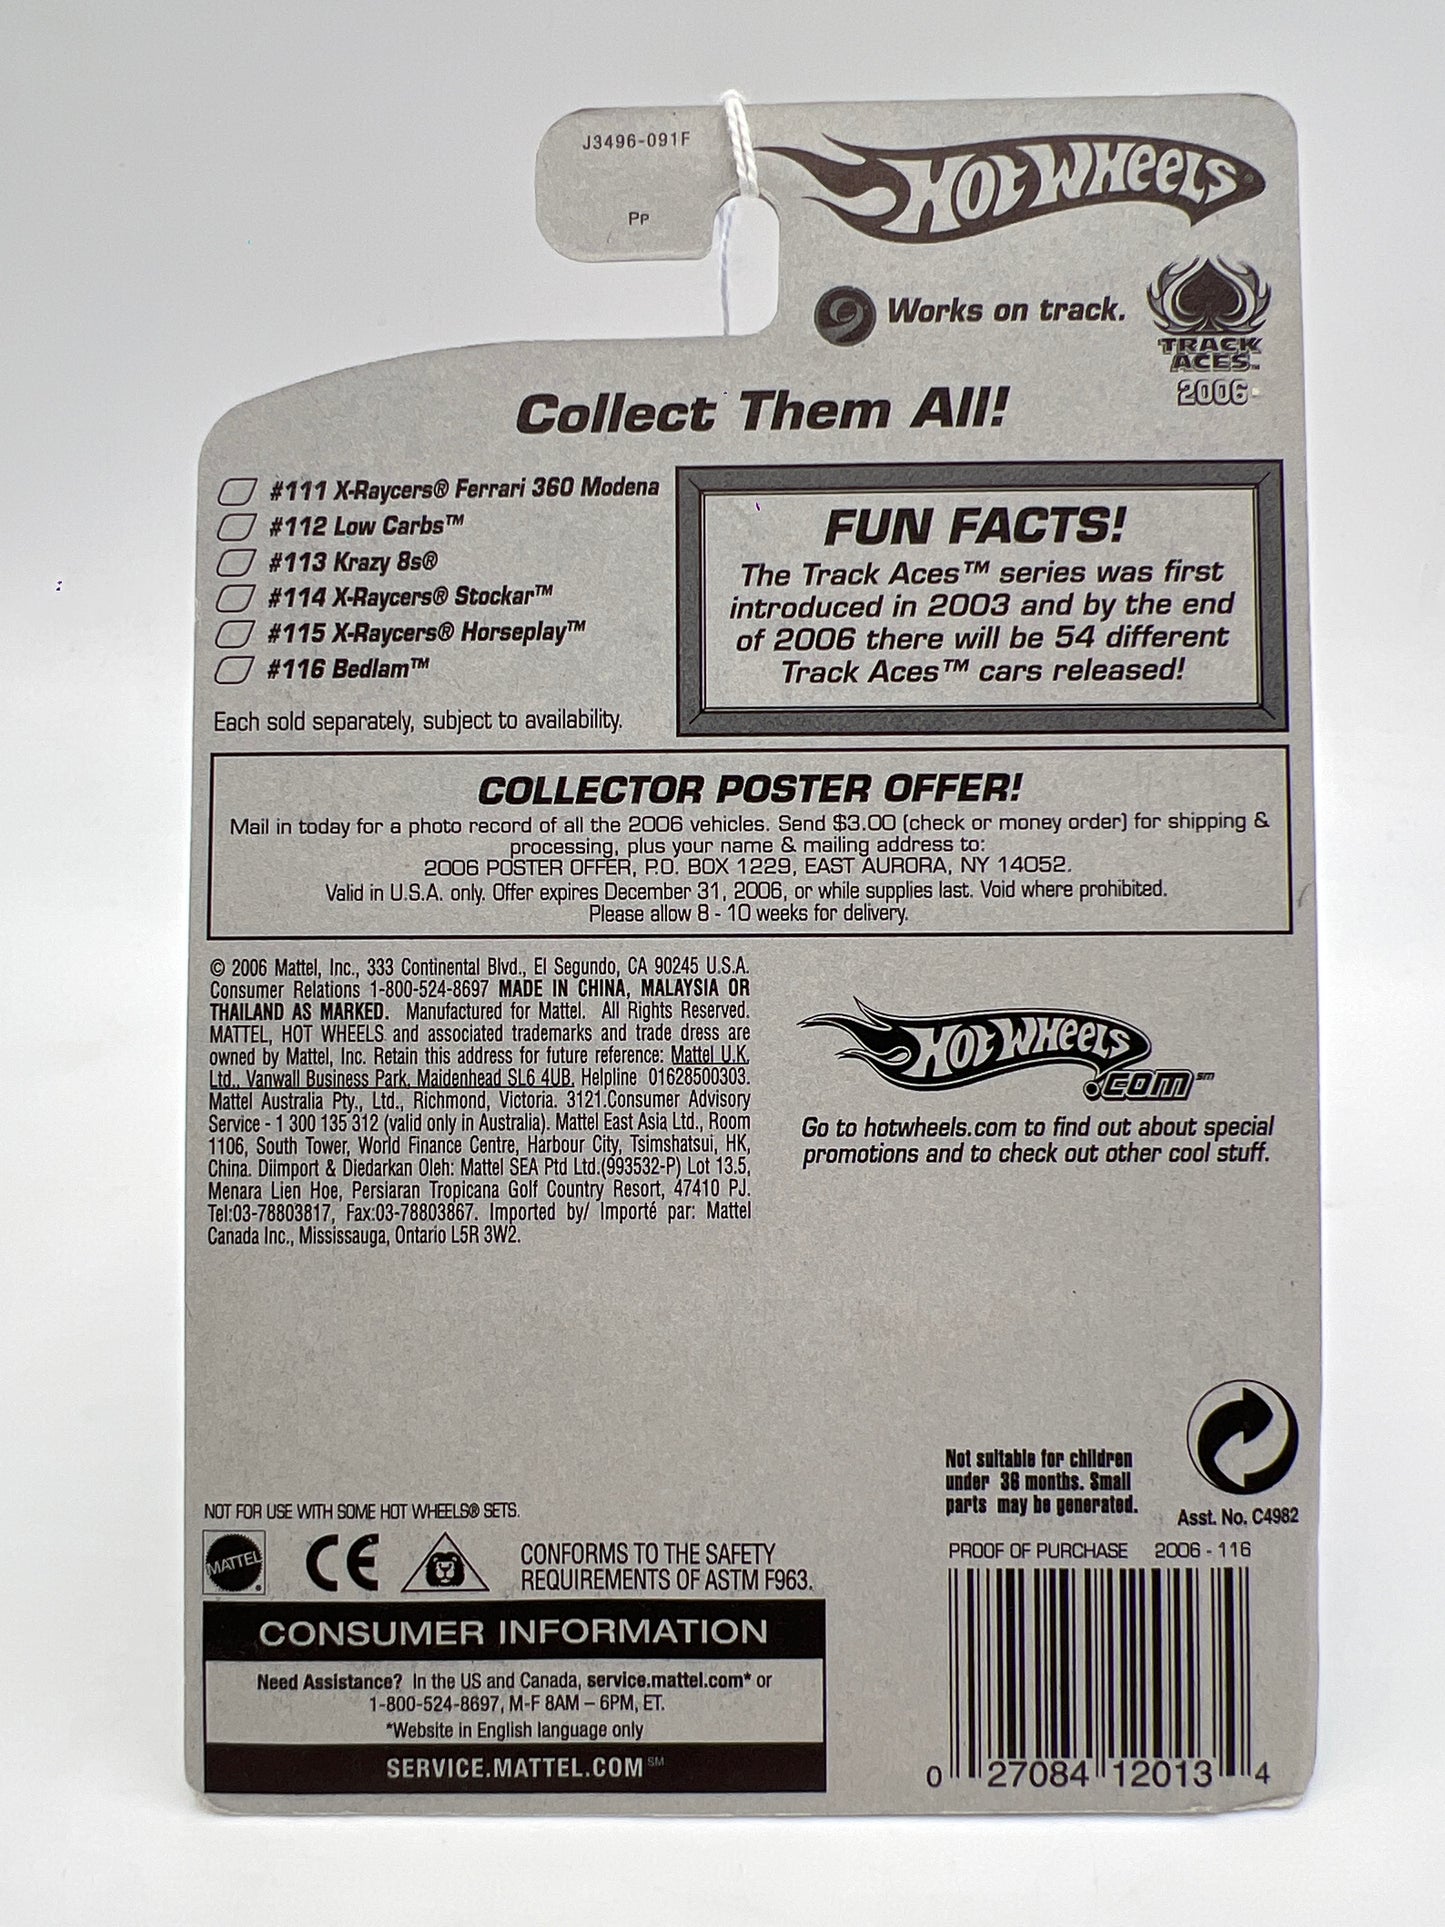 J3496-091F
PP
HOT WHEELS
Works on track.
TRACK
ACES™
2006
Collect Them All!
#111 X-Raycers® Ferrari 360 Modena
#112 Low Carbs™
#113 Krazy 8s®
#114 X-Raycers® Stockar™
#115 X-Raycers® Horseplay™
#116 Bedlam™
Each sold separately, subject to availability.
FUN FACTS!
The Track Aces™ series was first
introduced in 2003 and by the end
of 2006 there will be 54 different
Track Aces™ cars released!
COLLECTOR POSTER OFFER!
Mail in today for a photo record of all the 2006 vehicles. Send $3.00 (check or money order) for shipping &
processing, plus your name & mailing address to:
2006 POSTER OFFER, P.O. BOX 1229, EAST AURORA, NY 14052.
Valid in U.S.A. only. Offer expires December 31, 2006, or while supplies last. Void where prohibited.
Please allow 8 - 10 weeks for delivery.
© 2006 Mattel, Inc., 333 Continental Blvd., El Segundo, CA 90245 U.S.A.
Consumer Relations 1-800-524-8697 MADE IN CHINA, MALAYSIA OR
THAILAND AS MARKED. Manufactured for Mattel. All Rights Reserved.
MATTEL, HOT WHEELS and associated trademarks and trade dress are
owned by Mattel, Inc. Retain this address for future reference: Mattel U.K.
Ltd., Vanwall Business Park, Maidenhead SL6 4UB. Helpline 01628500303.
Mattel Australia Pty., Ltd., Richmond, Victoria. 3121.Consumer Advisory
Service - 1 300 135 312 (valid only in Australia). Mattel East Asia Ltd., Room
1106, South Tower, World Finance Centre, Harbour City, Tsimshatsui, HK,
China. Diimport & Diedarkan Oleh: Mattel SEA Ptd Ltd.(993532-P) Lot 13.5,
Menara Lien Hoe, Persiaran Tropicana Golf Country Resort, 47410 PJ.
Tel:03-78803817, Fax:03-78803867. Imported by/ Importé par: Mattel
Canada Inc., Mississauga, Ontario L5R 3W2.
HOT WHEELS
.COM℠
Go to hotwheels.com to find out about special
promotions and to check out other cool stuff.
Not suitable for children
under 36 months. Small
parts may be generated.
Asst. No. C4982
NOT FOR USE WITH SOME HOT WHEELS® SETS.
MATTEL®
CE
CONFORMS TO THE SAFETY
REQUIREMENTS OF ASTM F963.
CONSUMER INFORMATION
Need Assistance? In the US and Canada, service.mattel.com* or
1-800-524-8697, M-F 8AM – 6PM, ET.
*Website in English language only
SERVICE.MATTEL.COM℠
PROOF OF PURCHASE 2006 - 116
0 27084 12013 4